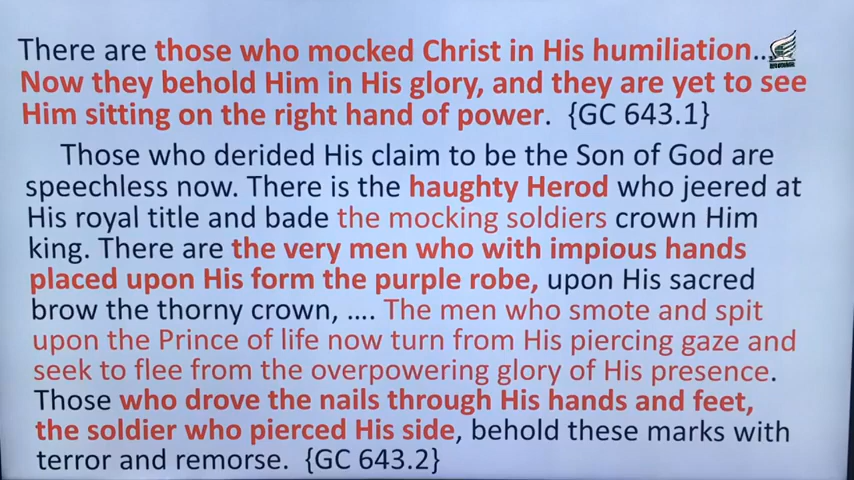 There are those who mocked Christ in His humiliation...
Now they behold Him in His glory, and they are yet to see
Him sitting on the right hand of power. {GC 643.1}
Those who derided His claim to be the Son of God are
speechless now. There is the haughty Herod who jeered at
His royal title and bade the mocking soldiers crown Him
king. There are the very men who with impious hands
placed upon His form the purple robe, upon His sacred
brow the thorny crown, .... The men who smote and spit
upon the Prince of life now turn from His piercing gaze and
seek to flee from the overpowering glory of His presence.
Those who drove the nails through His hands and feet,
the soldier who pierced His side, behold these marks with
terror and remorse. {GC 643.2}